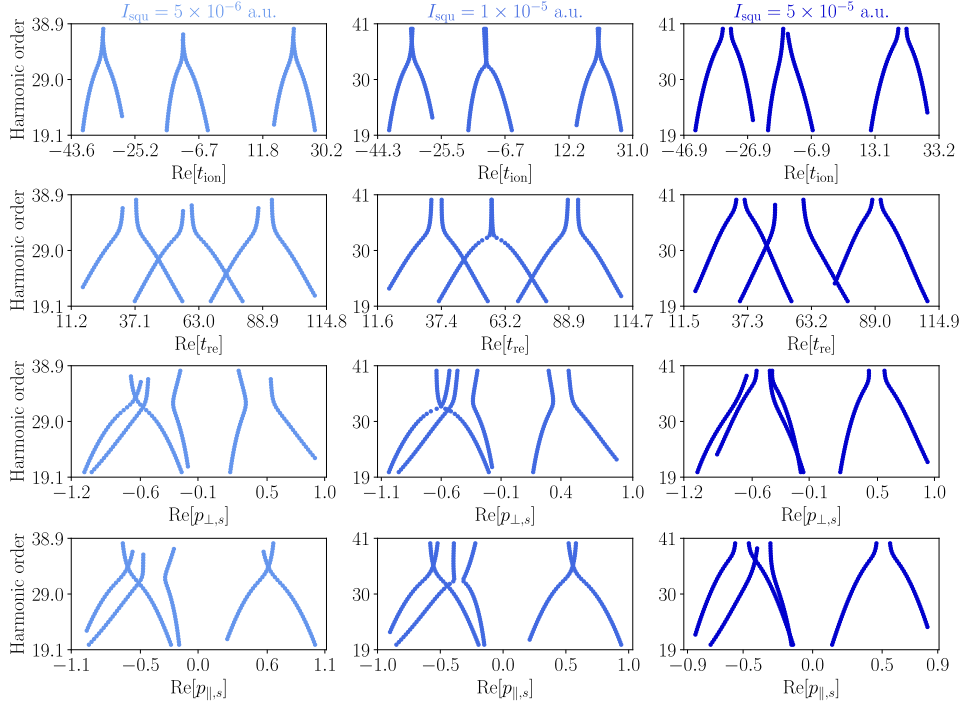 I_squ = 5 × 10⁻⁶ a.u. I_squ = 1 × 10⁻⁵ a.u. I_squ = 5 × 10⁻⁵ a.u.
Harmonic order
38.9 29.0 19.1
−43.6 −25.2 −6.7 11.8 30.2
Re[t_ion]
41 30 19
−44.3 −25.5 −6.7 12.2 31.0
Re[t_ion]
41 30 19
−46.9 −26.9 −6.9 13.1 33.2
Re[t_ion]
Harmonic order
38.9 29.0 19.1
11.2 37.1 63.0 88.9 114.8
Re[t_re]
41 30 19
11.6 37.4 63.2 88.9 114.7
Re[t_re]
41 30 19
11.5 37.3 63.2 89.0 114.9
Re[t_re]
Harmonic order
38.9 29.0 19.1
−1.2 −0.6 −0.1 0.5 1.0
Re[p_⊥,s]
41 30 19
−1.1 −0.6 −0.1 0.4 1.0
Re[p_⊥,s]
41 30 19
−1.2 −0.6 −0.1 0.5 1.0
Re[p_⊥,s]
Harmonic order
38.9 29.0 19.1
−1.1 −0.5 0.0 0.6 1.1
Re[p_∥,s]
41 30 19
−1.0 −0.5 0.0 0.5 1.0
Re[p_∥,s]
41 30 19
−0.9 −0.5 0.0 0.5 0.9
Re[p_∥,s]